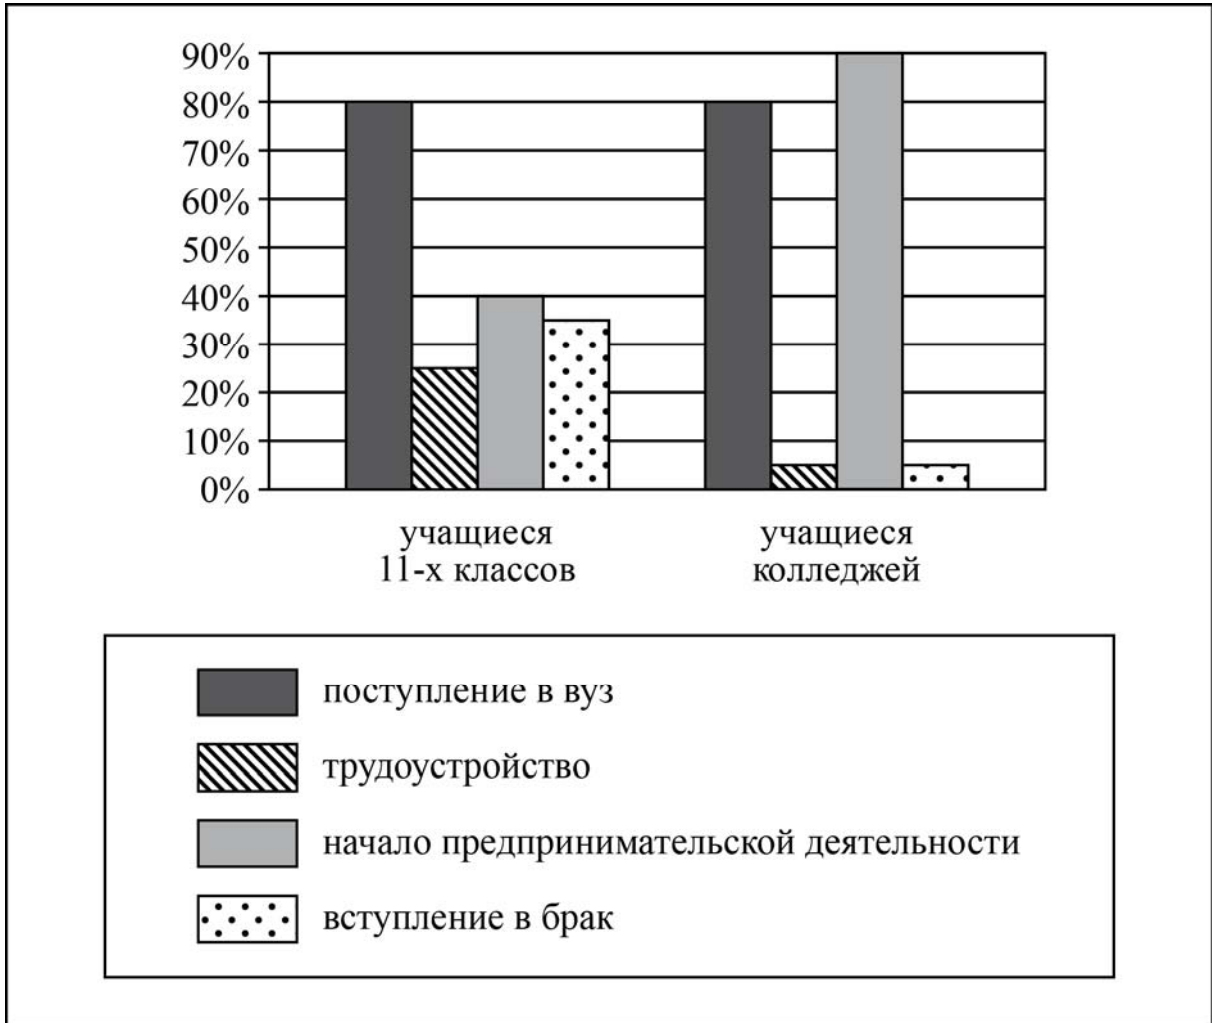 90%
80%
70%
60%
50%
40%
30%
20%
10%
0%
учащиеся
11-х классов
учащиеся
колледжей
поступление в вуз
трудоустройство
начало предпринимательской деятельности
вступление в брак